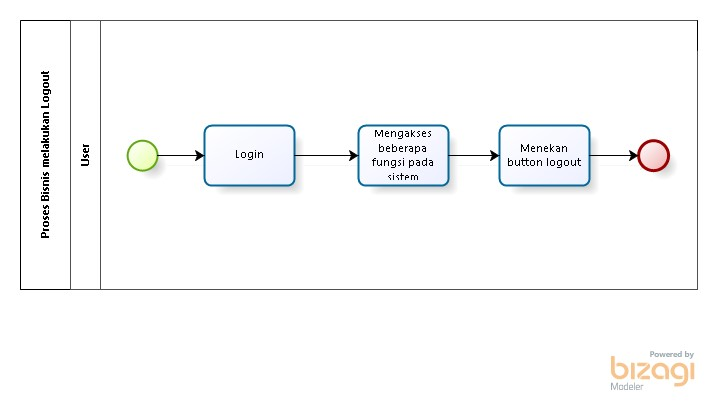 Proses Bisnis melakukan Logout
User
Login
Mengakses
beberapa
fungsi pada
sistem
Menekan
button logout
Powered by
bizagi
Modeler